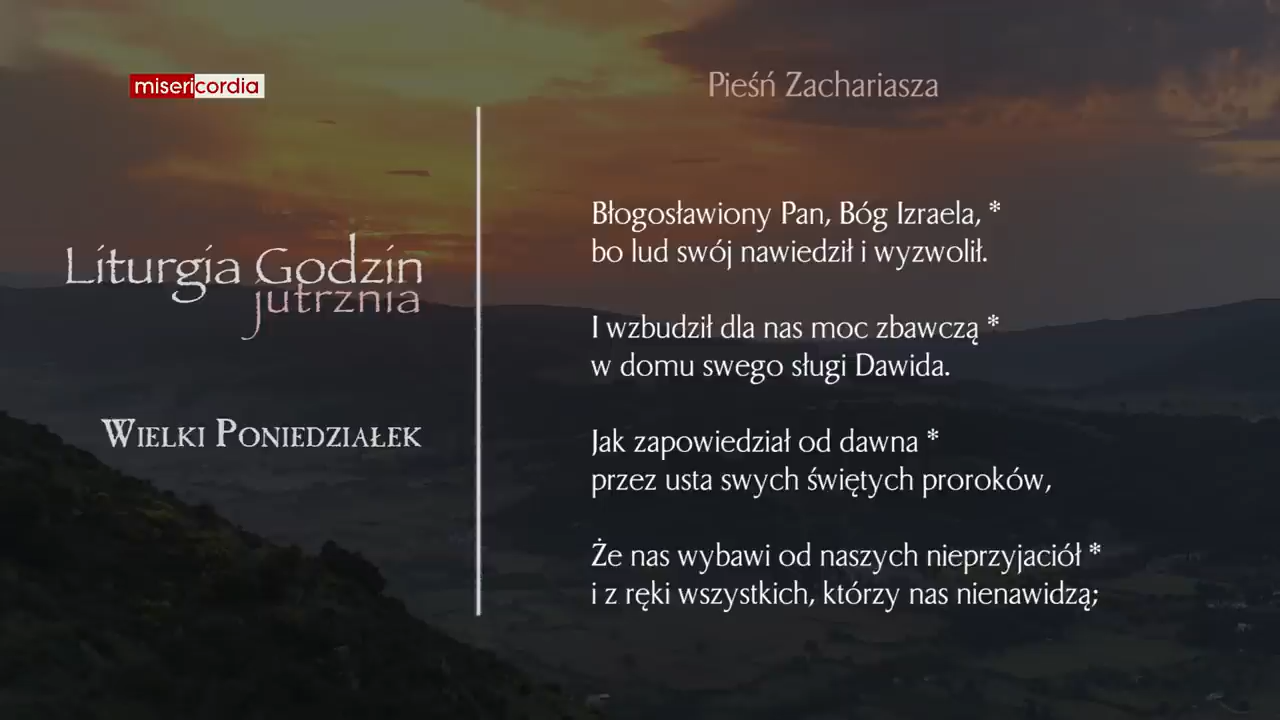 misericordia
Liturgia Godzin
jutrznia
Wielki Poniedziałek
Pieśń Zachariasza
Błogosławiony Pan, Bóg Izraela, *
bo lud swój nawiedził i wyzwolił.
I wzbudził dla nas moc zbawczą *
w domu swego sługi Dawida.
Jak zapowiedział od dawna *
przez usta swych świętych proroków,
Że nas wybawi od naszych nieprzyjaciół *
i z ręki wszystkich, którzy nas nienawidzą;